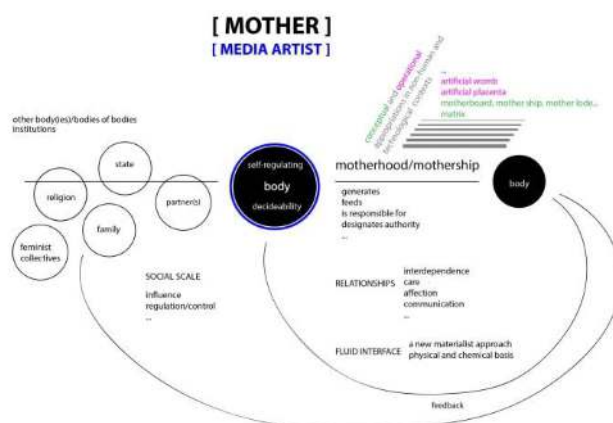 [ MOTHER ]
[ MEDIA ARTIST ]
other body(ies)/bodies of bodies
institutions
state
religion
partner(s)
family
feminist
collectives
SOCIAL SCALE
influence
regulation/control
...
self-regulating
body
decideability
conceptual and operational
appropriations in non-human and
technological contexts
...
artificial womb
artificial placenta
motherboard, mother ship, mother lode...
matrix
motherhood/mothership
generates
feeds
is responsible for
designates authority
...
body
RELATIONSHIPS
interdependence
care
affection
communication
...
FLUID INTERFACE
a new materialist approach
physical and chemical basis
feedback